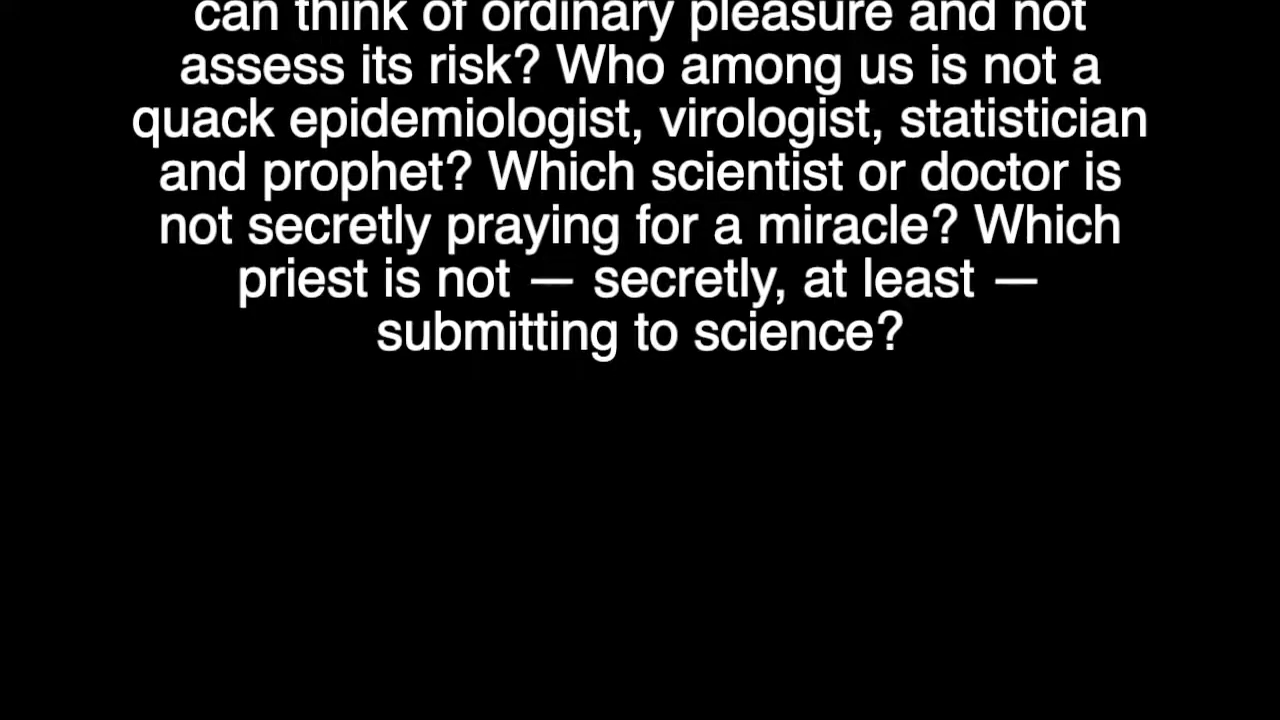 can think of ordinary pleasure and not
assess its risk? Who among us is not a
quack epidemiologist, virologist, statistician
and prophet? Which scientist or doctor is
not secretly praying for a miracle? Which
priest is not — secretly, at least —
submitting to science?